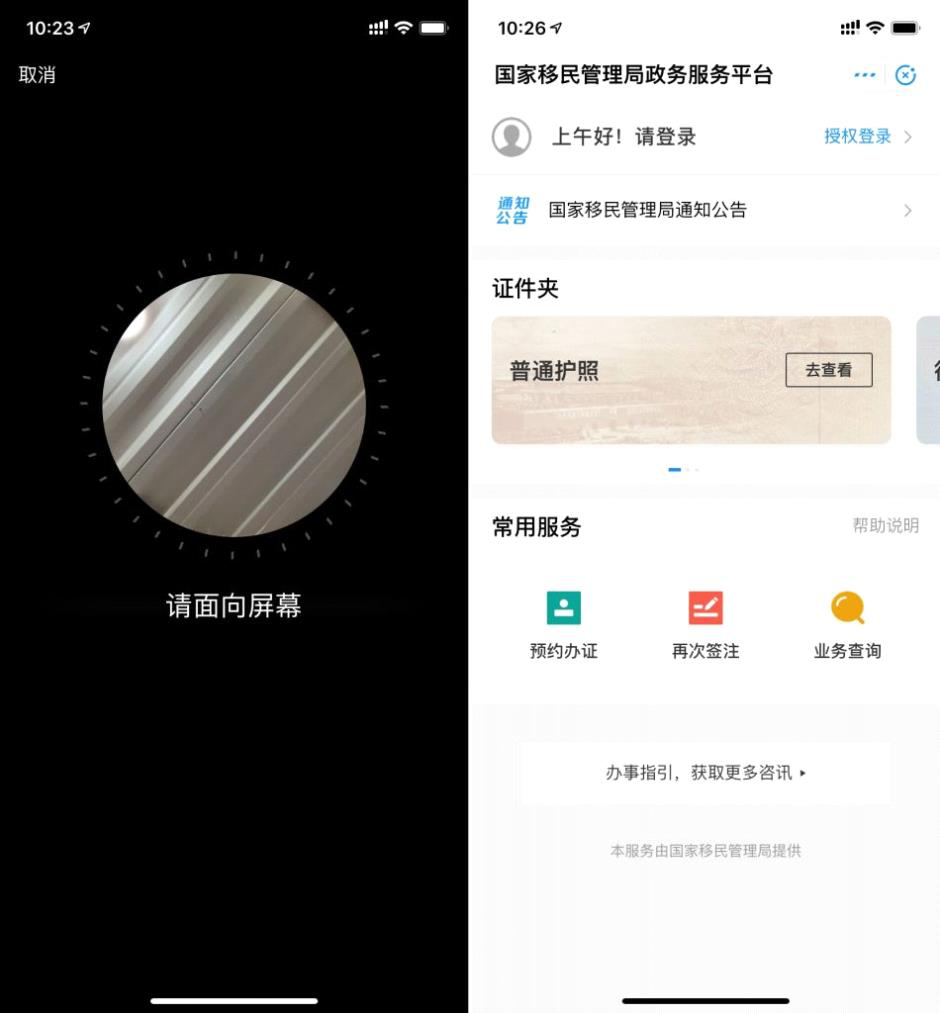 10:23
取消
请面向屏幕
10:26
国家移民管理局政务服务平台
上午好！请登录
授权登录
通知
公告
国家移民管理局通知公告
证件夹
普通护照
去查看
常用服务
帮助说明
预约办证
再次签注
业务查询
办事指引，获取更多咨讯
本服务由国家移民管理局提供